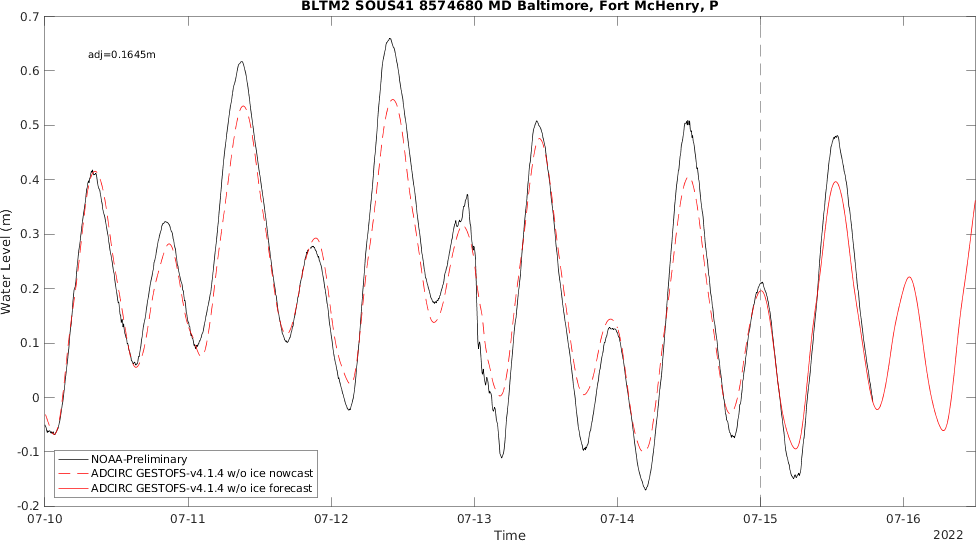 BLTM2 SOUS41 8574680 MD Baltimore, Fort McHenry, P
adj=0.1645m
Water Level (m)
0.7
0.6
0.5
0.4
0.3
0.2
0.1
0
-0.1
-0.2
NOAA-Preliminary
ADCIRC GESTOFS-v4.1.4 w/o ice nowcast
ADCIRC GESTOFS-v4.1.4 w/o ice forecast
07-10 07-11 07-12 07-13 07-14 07-15 07-16
Time
2022